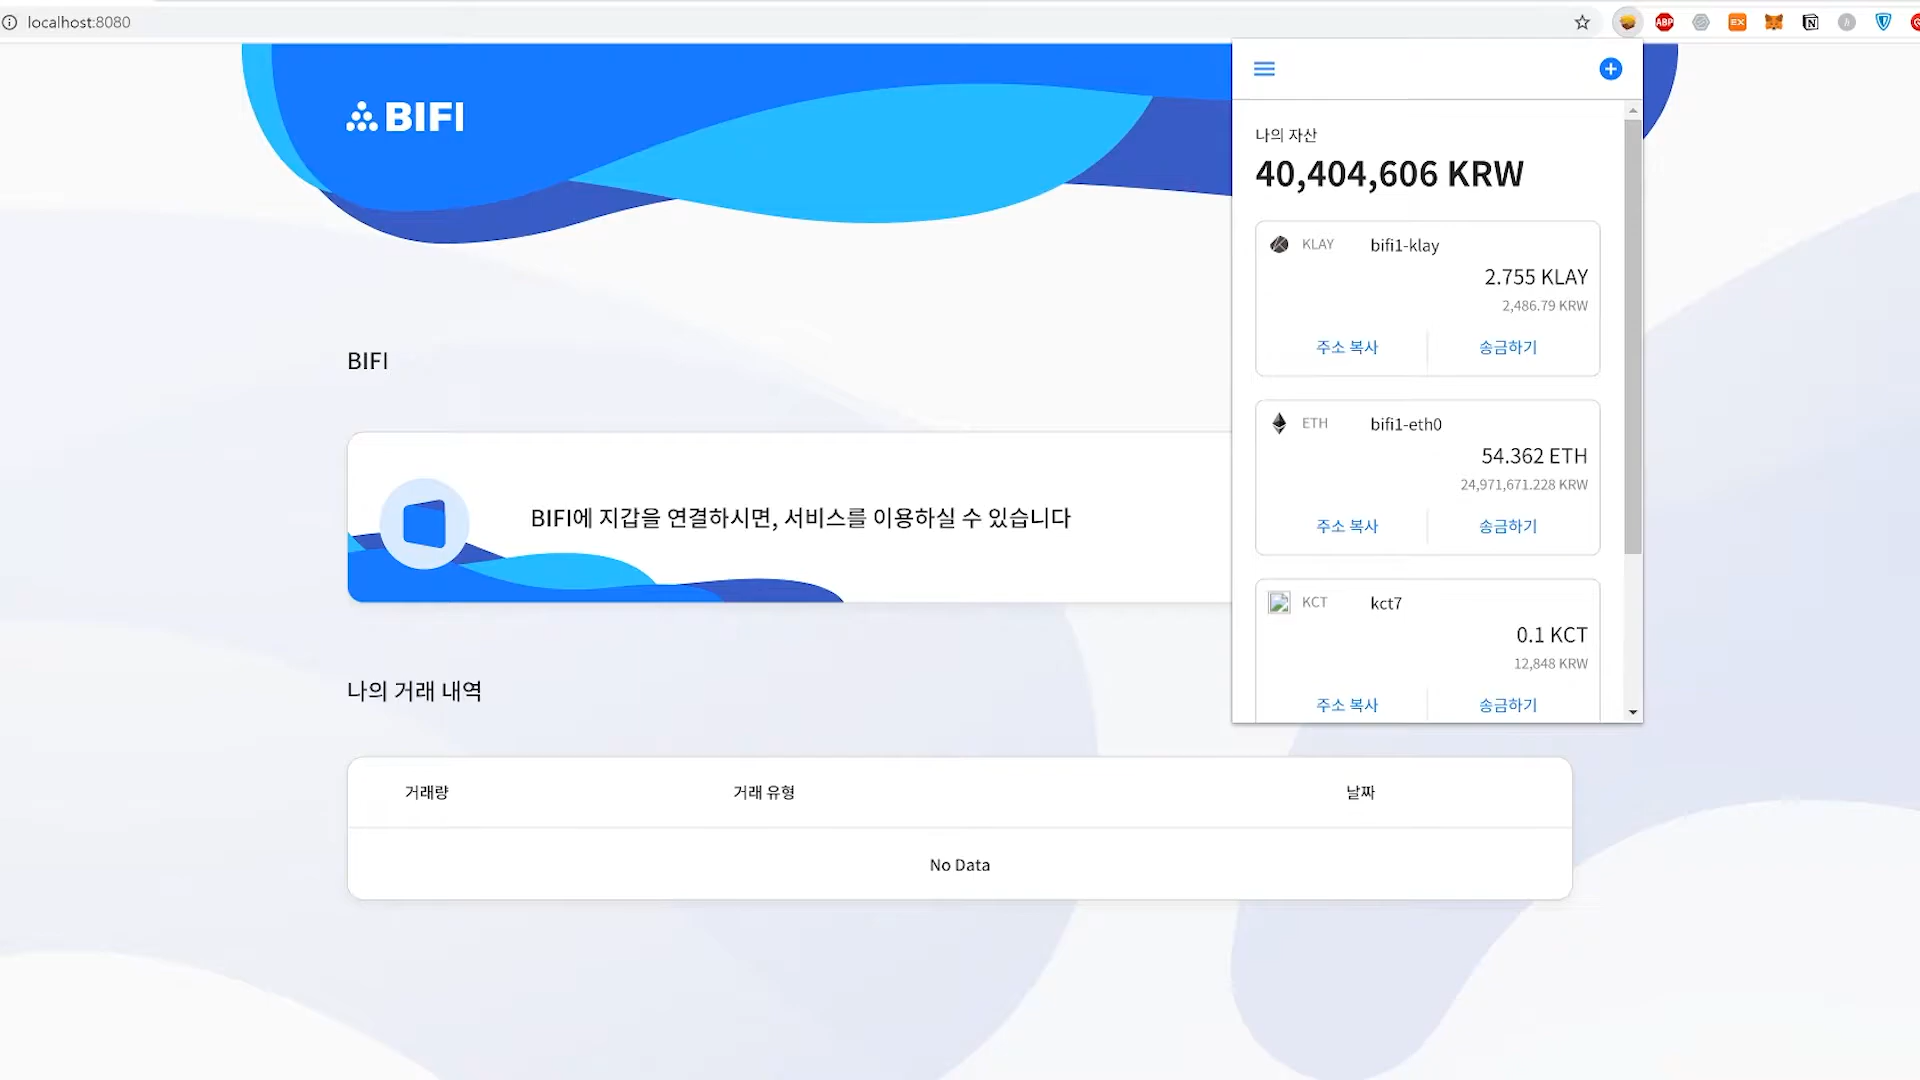 localhost:8080
ABP
EX
N
BIFI
나의 자산
40,404,606 KRW
KLAY bifi1-klay
2.755 KLAY
2,486.79 KRW
주소 복사 송금하기
ETH bifi1-eth0
54.362 ETH
24,971,671.228 KRW
주소 복사 송금하기
KCT kct7
0.1 KCT
12,848 KRW
주소 복사 송금하기
BIFI
BIFI에 지갑을 연결하시면, 서비스를 이용하실 수 있습니다
나의 거래 내역
거래량 거래 유형 날짜
No Data